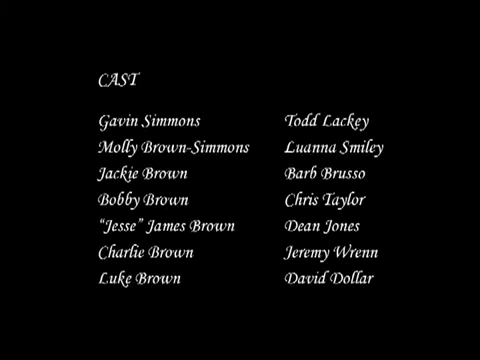 CAST
Gavin Simmons Todd Lackey
Molly Brown-Simmons Luanna Smiley
Jackie Brown Barb Brusso
Bobby Brown Chris Taylor
“Jesse” James Brown Dean Jones
Charlie Brown Jeremy Wrenn
Luke Brown David Dollar